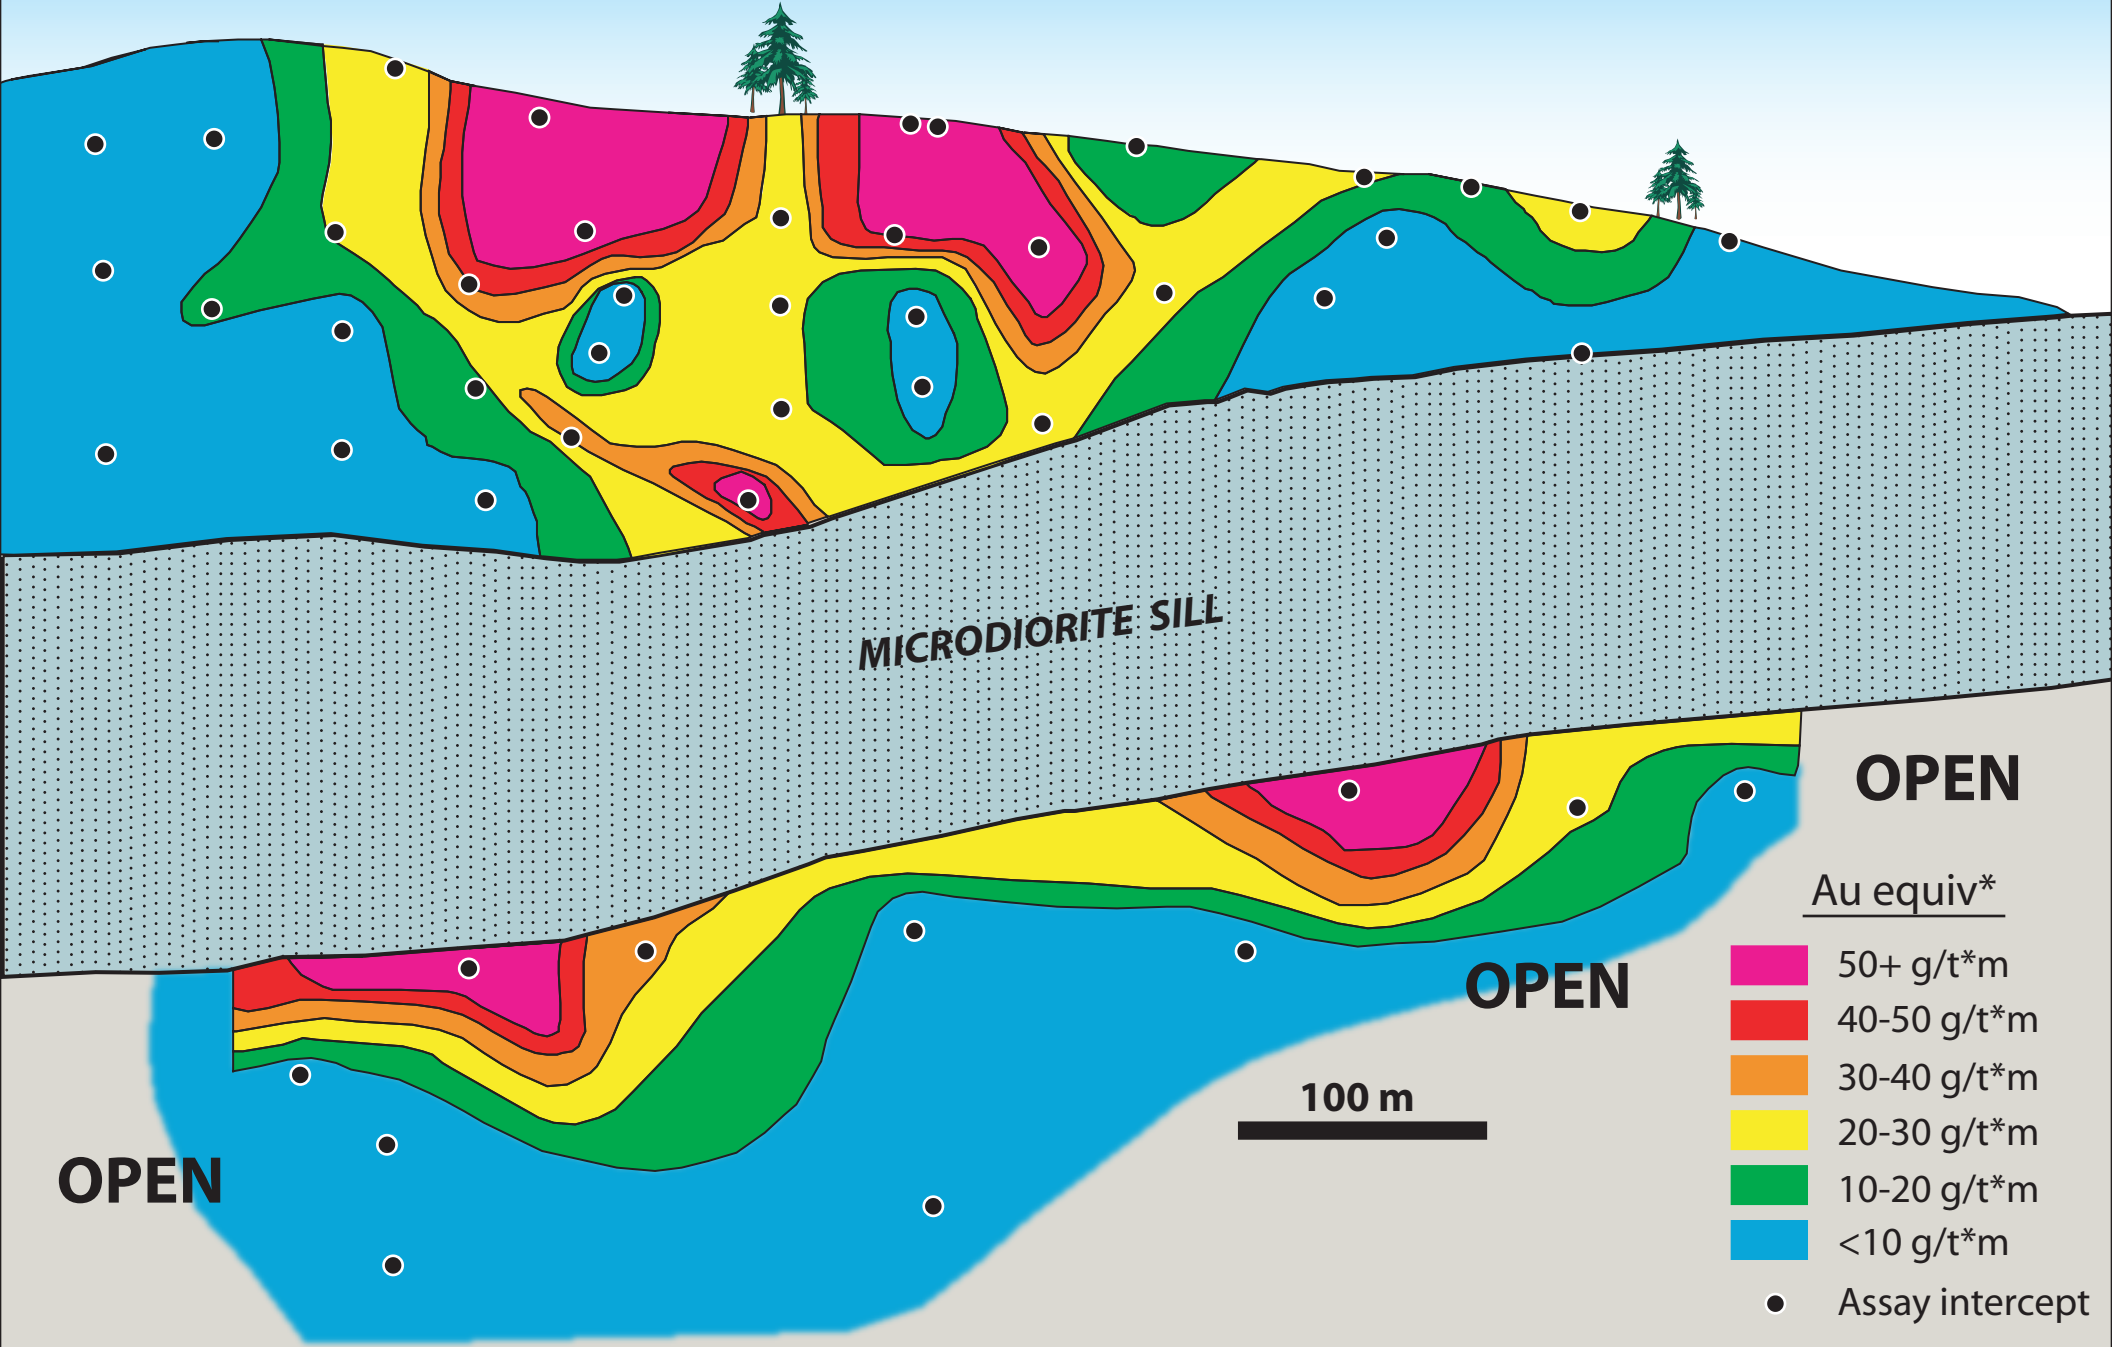 MICRODIORITE SILL
OPEN
OPEN
OPEN
100 m
Au equiv*
50+ g/t*m
40-50 g/t*m
30-40 g/t*m
20-30 g/t*m
10-20 g/t*m
<10 g/t*m
Assay intercept